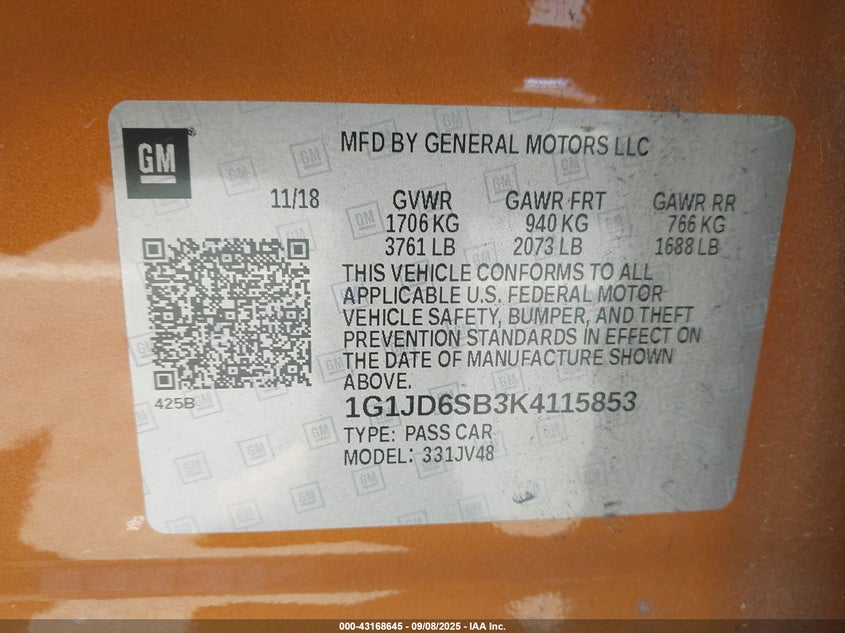 GM
MFD BY GENERAL MOTORS LLC
11/18 GVWR GAWR FRT GAWR RR
1706 KG 940 KG 766 KG
3761 LB 2073 LB 1688 LB
THIS VEHICLE CONFORMS TO ALL
APPLICABLE U.S. FEDERAL MOTOR
VEHICLE SAFETY, BUMPER, AND THEFT
PREVENTION STANDARDS IN EFFECT ON
THE DATE OF MANUFACTURE SHOWN
ABOVE.
425B
1G1JD6SB3K4115853
TYPE: PASS CAR
MODEL: 331JV48
000-43168645 - 09/08/2025 - IAA Inc.